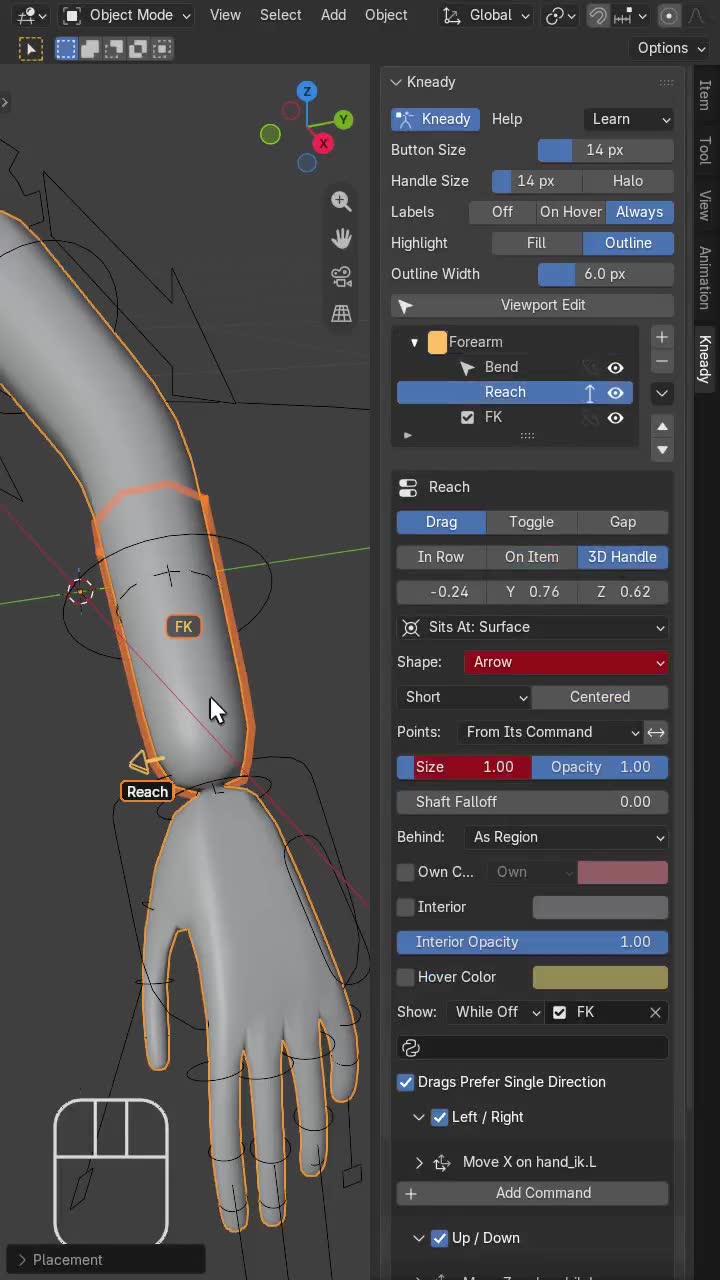 Object Mode
View
Select
Add
Object
Global
Options
Kneady
Kneady
Help
Learn
Button Size
14 px
Handle Size
14 px
Halo
Labels
Off
On Hover
Always
Highlight
Fill
Outline
Outline Width
6.0 px
Viewport Edit
Forearm
Bend
Reach
FK
Reach
Drag
Toggle
Gap
In Row
On Item
3D Handle
-0.24
Y 0.76
Z 0.62
Sits At: Surface
Shape:
Arrow
Short
Centered
Points:
From Its Command
Size 1.00
Opacity 1.00
Shaft Falloff 0.00
Behind:
As Region
Own C...
Own
Interior
Interior Opacity 1.00
Hover Color
Show:
While Off
FK
Drags Prefer Single Direction
Left / Right
Move X on hand_ik.L
Add Command
Up / Down
Item
Tool
View
Animation
Kneady
Z
Y
X
FK
Reach
Placement